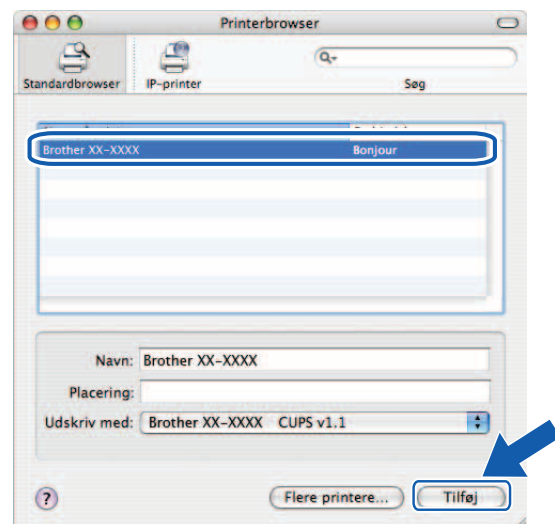 Printerbrowser
Standardbrowser IP-printer Søg
Brother XX-XXXX Bonjour
Navn: Brother XX-XXXX
Placering:
Udskriv med: Brother XX-XXXX CUPS v1.1
? Flere printere... Tilføj